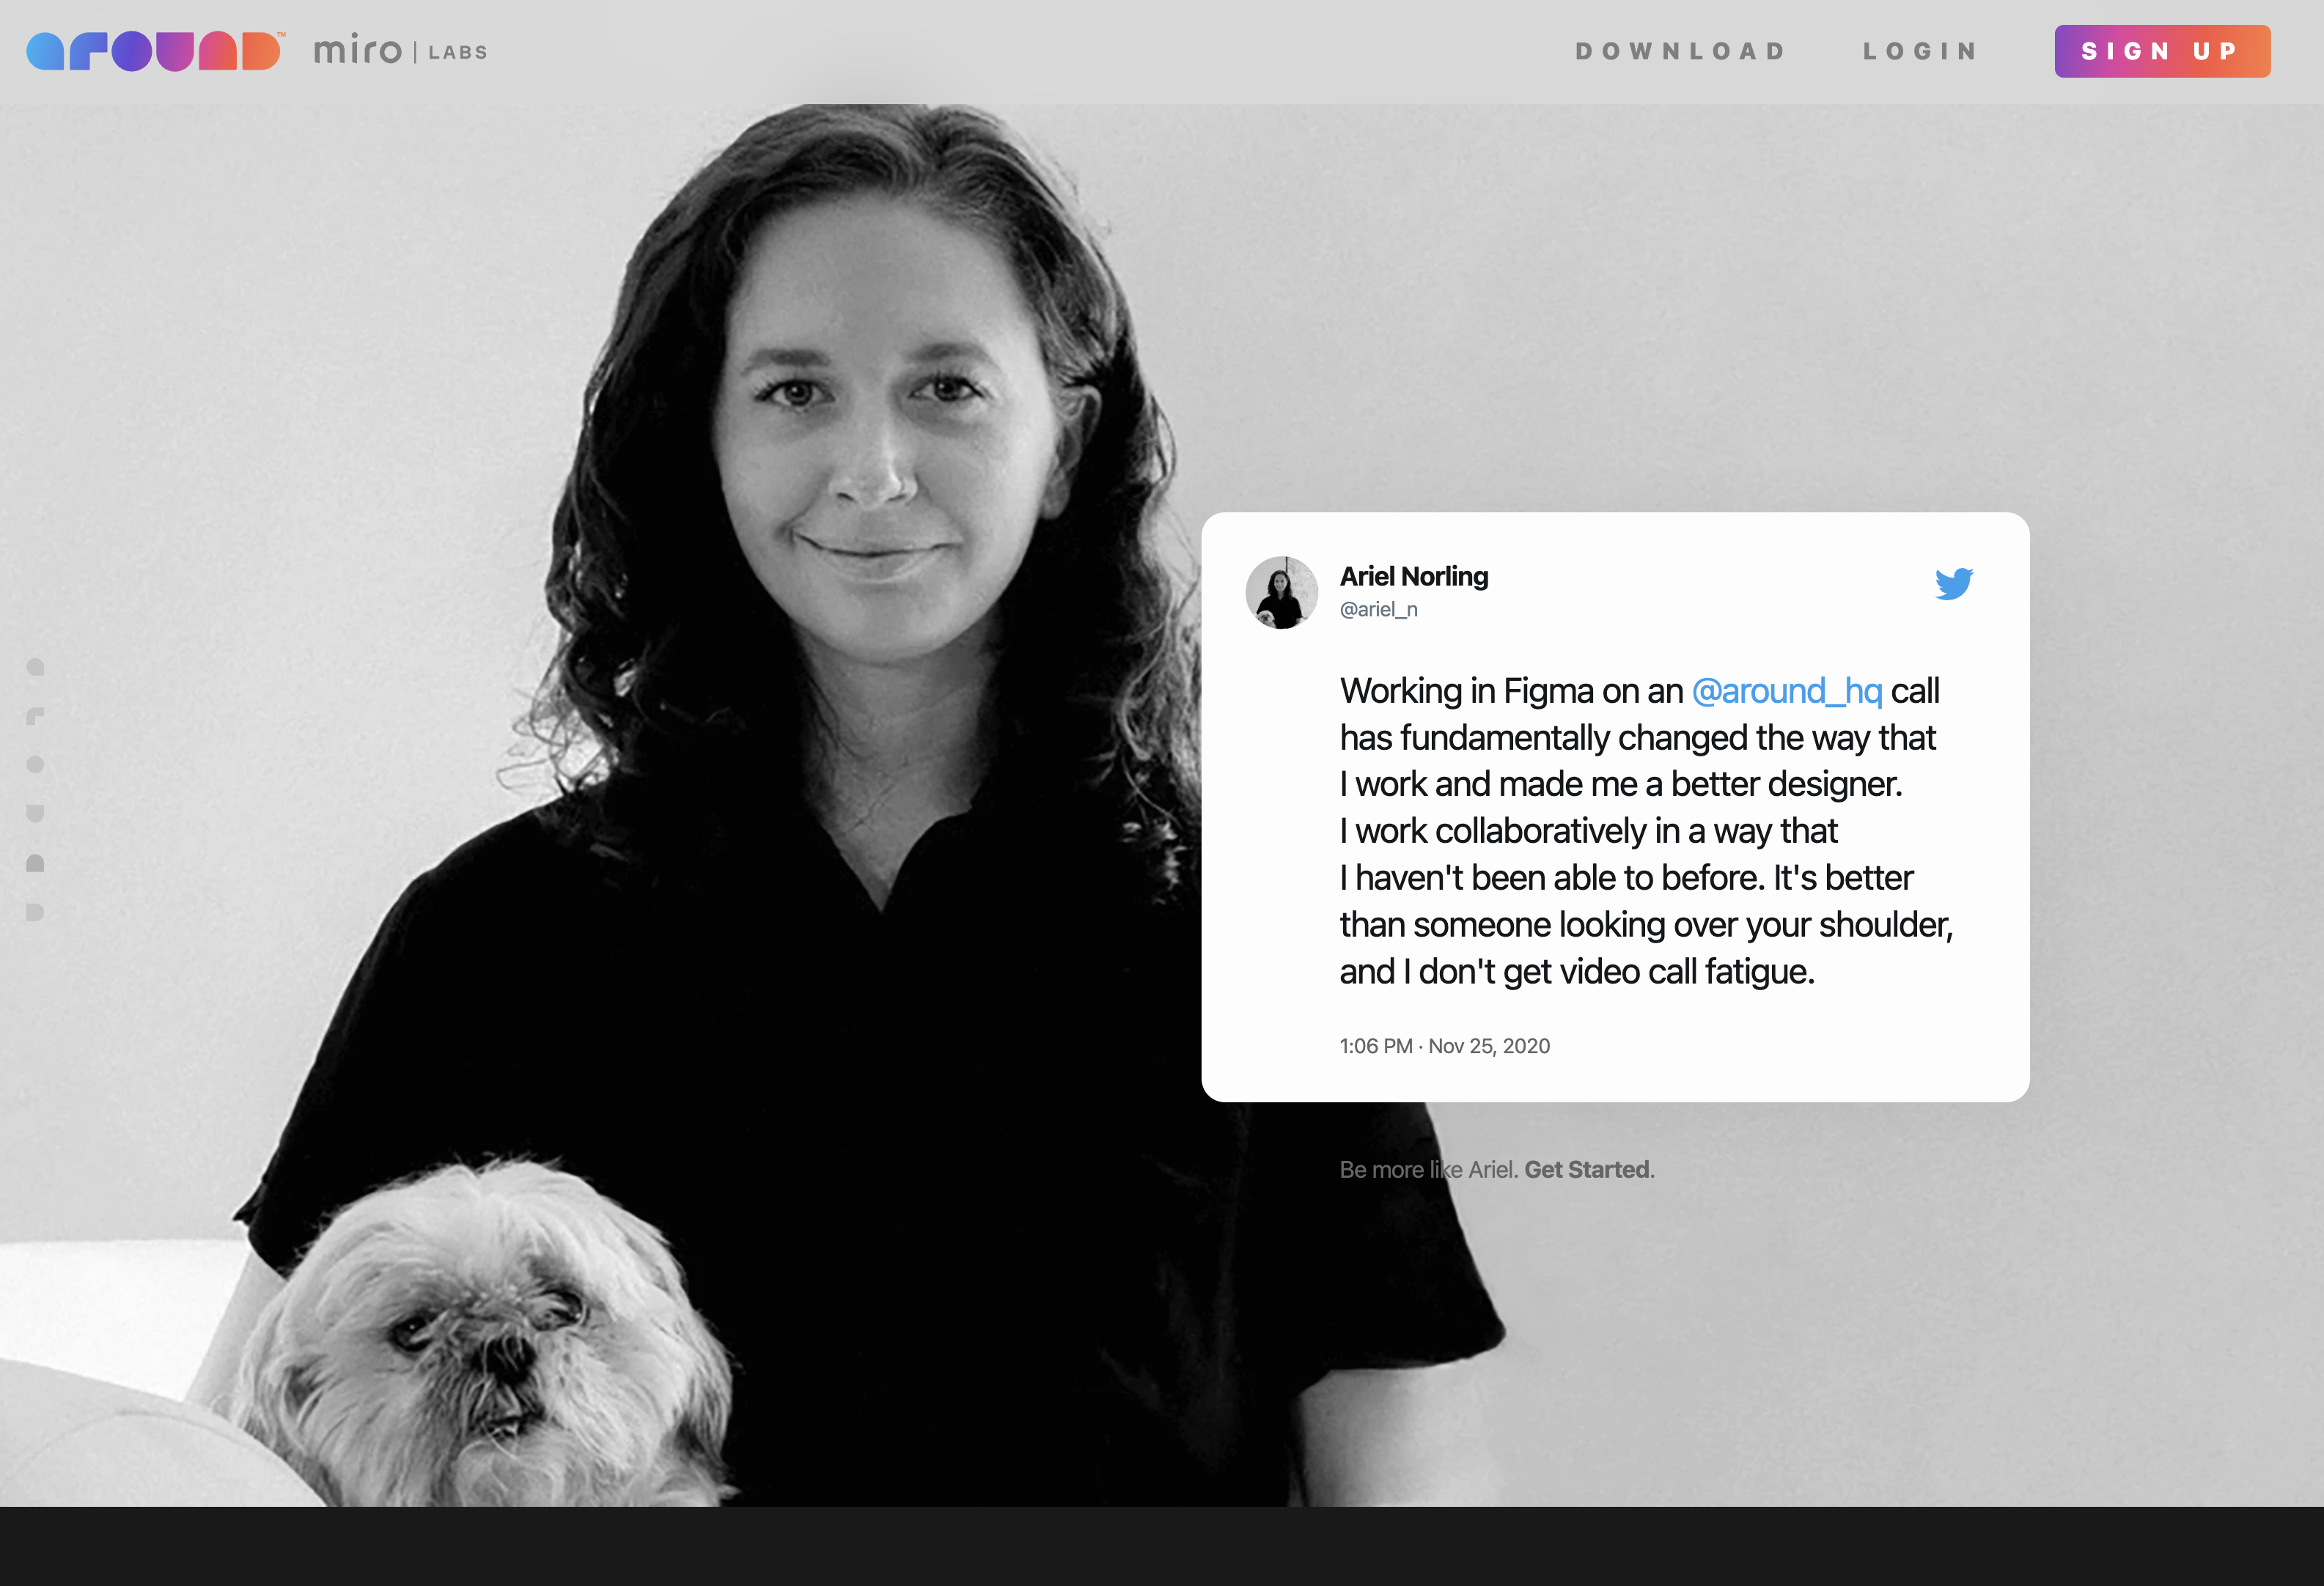 around™ miro | LABS DOWNLOAD LOGIN SIGN UP
Ariel Norling
@ariel_n
Working in Figma on an @around_hq call
has fundamentally changed the way that
I work and made me a better designer.
I work collaboratively in a way that
I haven't been able to before. It's better
than someone looking over your shoulder,
and I don't get video call fatigue.
1:06 PM · Nov 25, 2020
Be more like Ariel. Get Started.
a
r
o
u
n
d